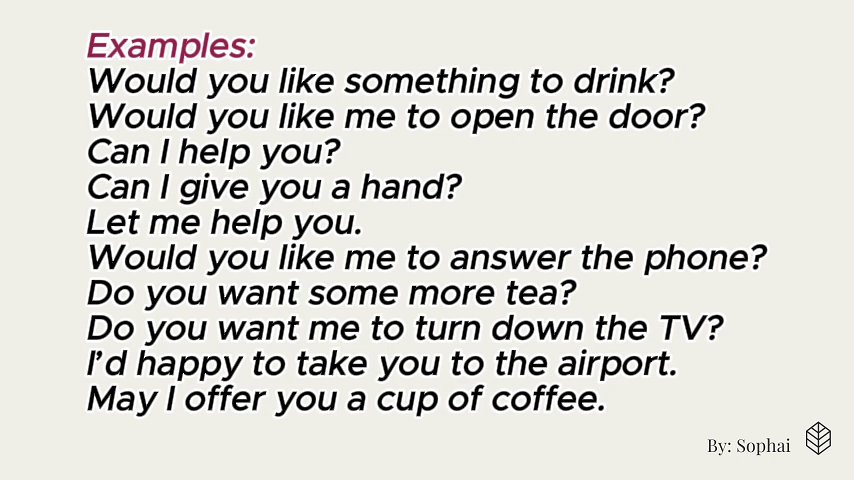 Examples:
Would you like something to drink?
Would you like me to open the door?
Can I help you?
Can I give you a hand?
Let me help you.
Would you like me to answer the phone?
Do you want some more tea?
Do you want me to turn down the TV?
I’d happy to take you to the airport.
May I offer you a cup of coffee.
By: Sophai